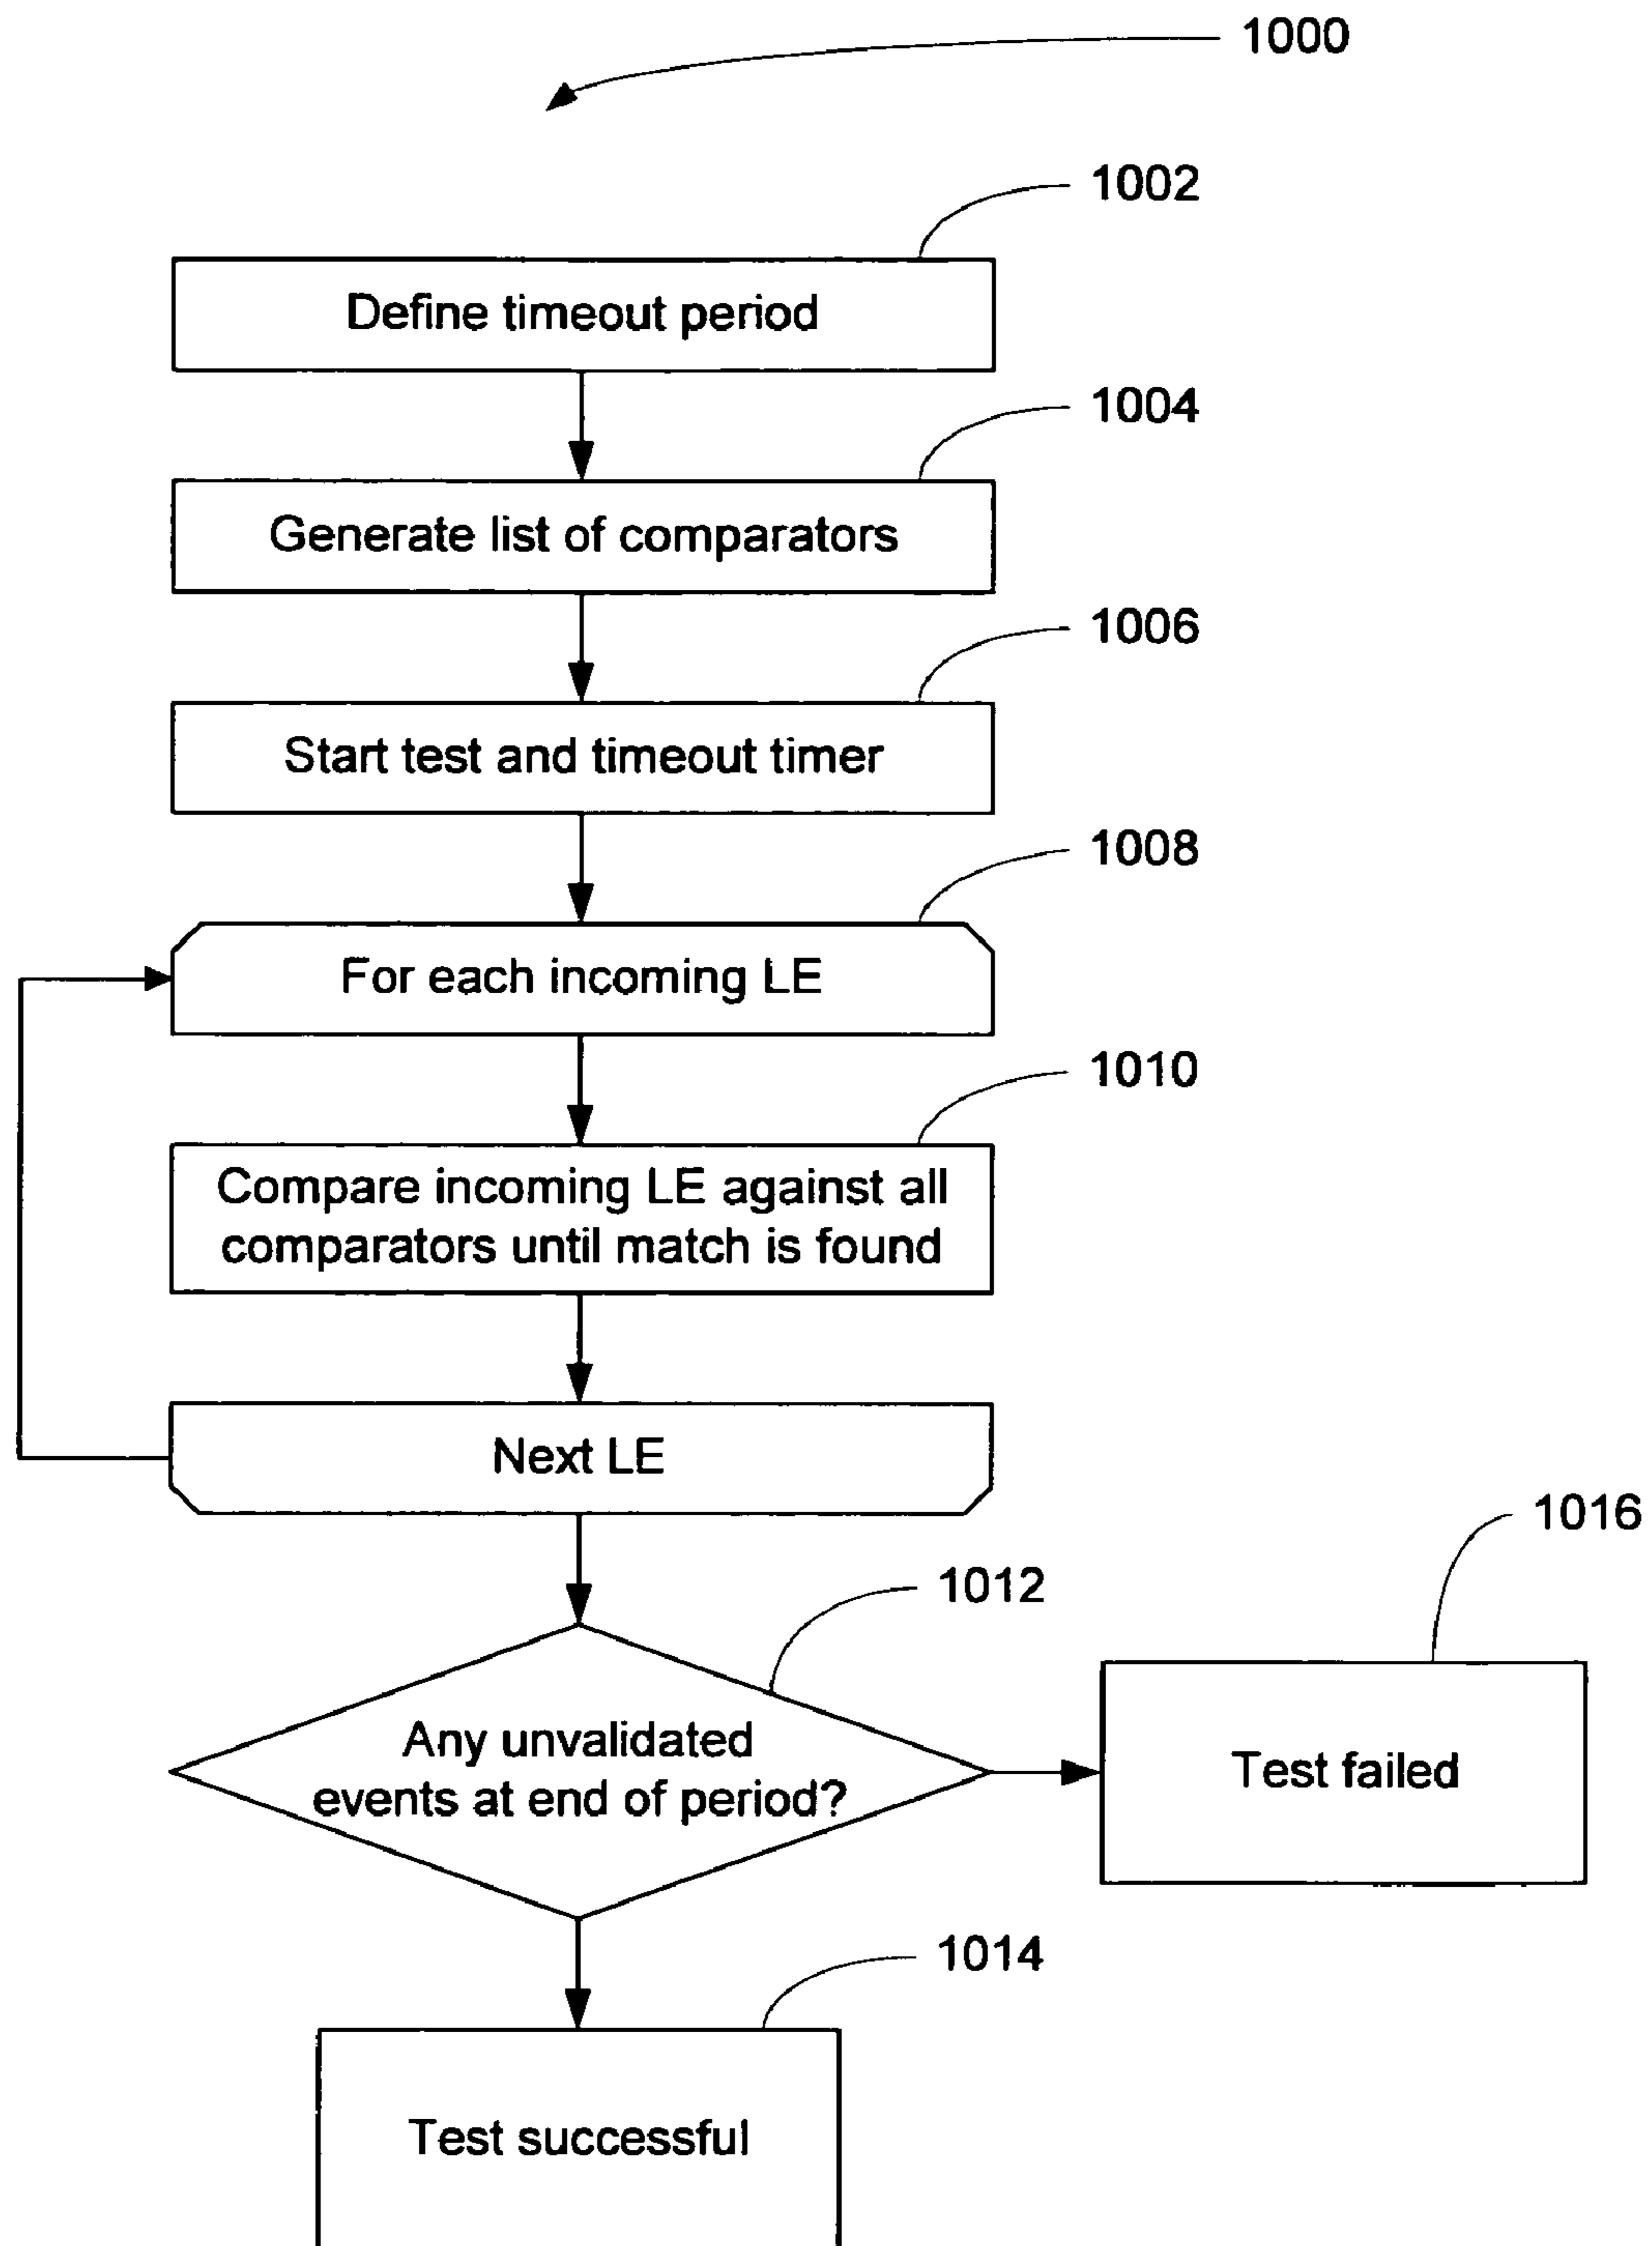 1000
1002
Define timeout period
1004
Generate list of comparators
1006
Start test and timeout timer
1008
For each incoming LE
1010
Compare incoming LE against all
comparators until match is found
Next LE
1016
1012
Any unvalidated
events at end of period?
Test failed
1014
Test successful